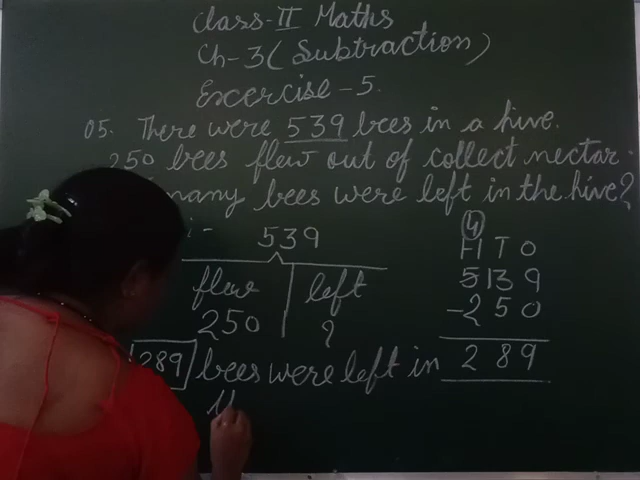 Class-II Maths
Ch-3 (Subtraction)
Excercise-5.
05. There were 539 bees in a hive.
250 bees flew out of collect nectar.
many bees were left in the hive?
539
flew left
250 ?
4
H T O
5 13 9
-2 5 0
2 8 9
289 bees were left in